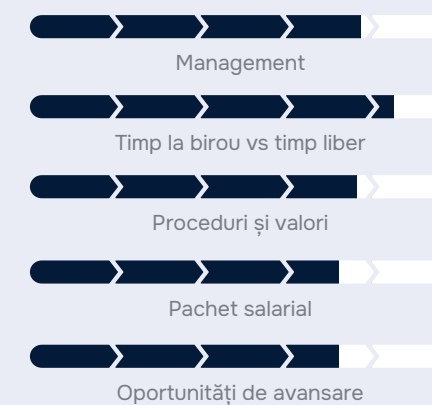 Management
Timp la birou vs timp liber
Proceduri și valori
Pachet salarial
Oportunități de avansare